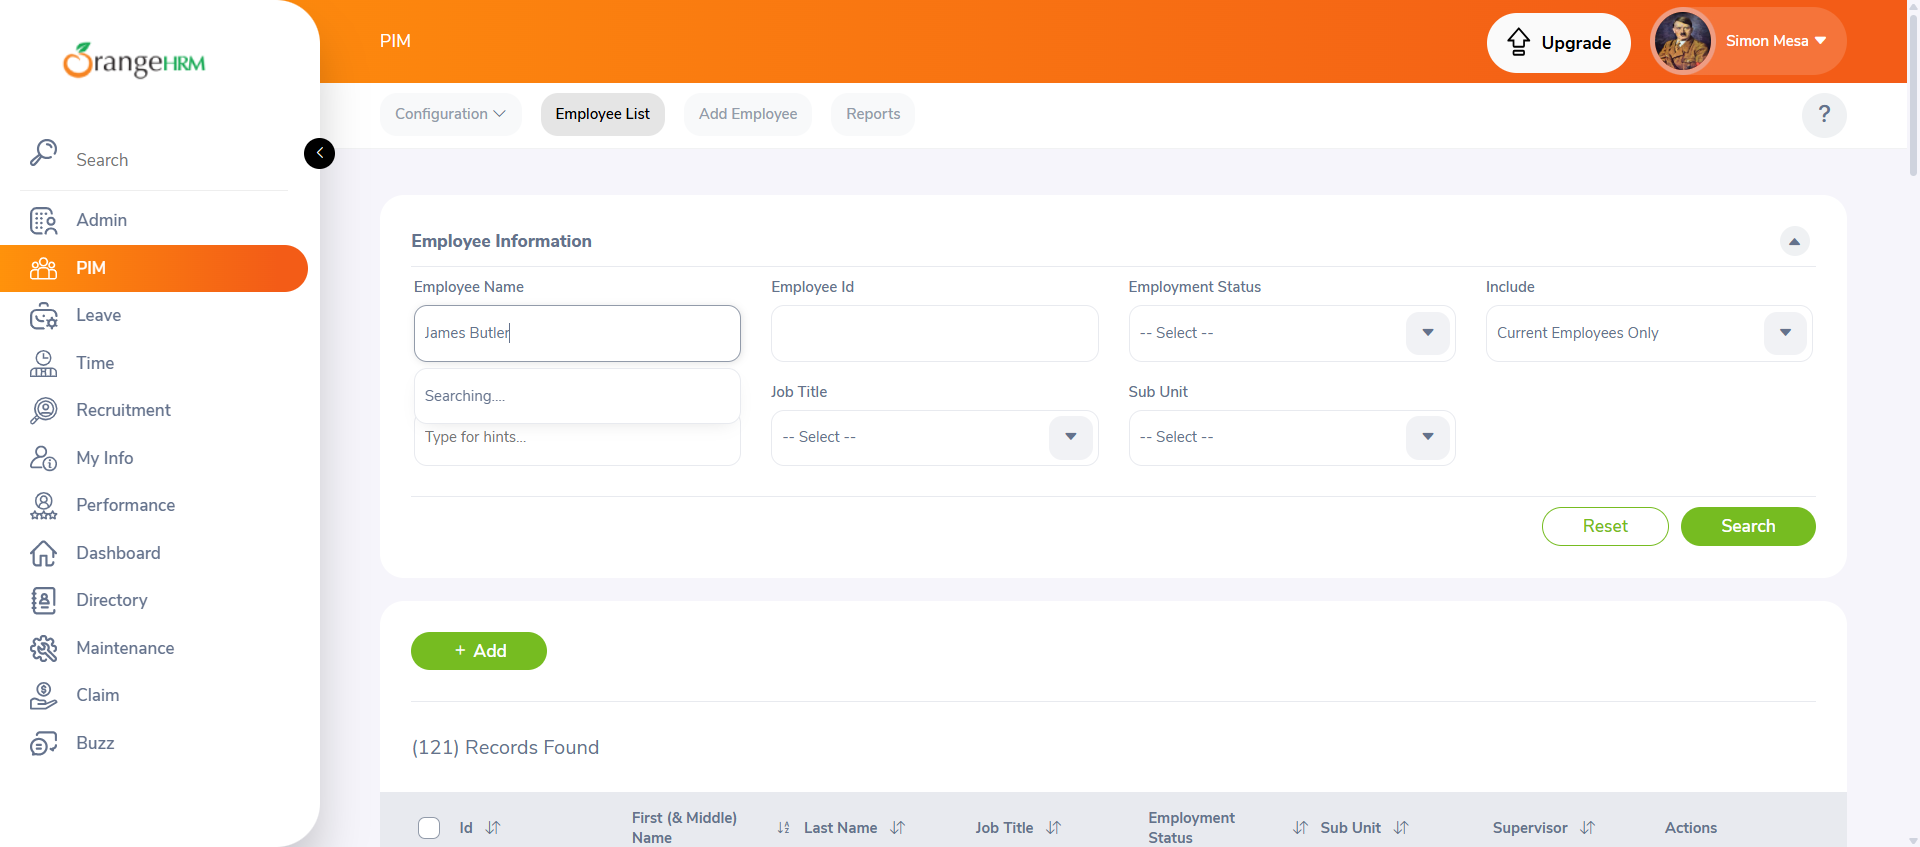 OrangeHRM
PIM
Upgrade
Simon Mesa
Configuration
Employee List
Add Employee
Reports
?
Search
Admin
PIM
Leave
Time
Recruitment
My Info
Performance
Dashboard
Directory
Maintenance
Claim
Buzz
Employee Information
Employee Name
Employee Id
Employment Status
Include
James Butler
-- Select --
Current Employees Only
Searching....
Job Title
Sub Unit
Type for hints...
-- Select --
-- Select --
Reset
Search
+ Add
(121) Records Found
Id
First (& Middle)
Name
Last Name
Job Title
Employment
Status
Sub Unit
Supervisor
Actions